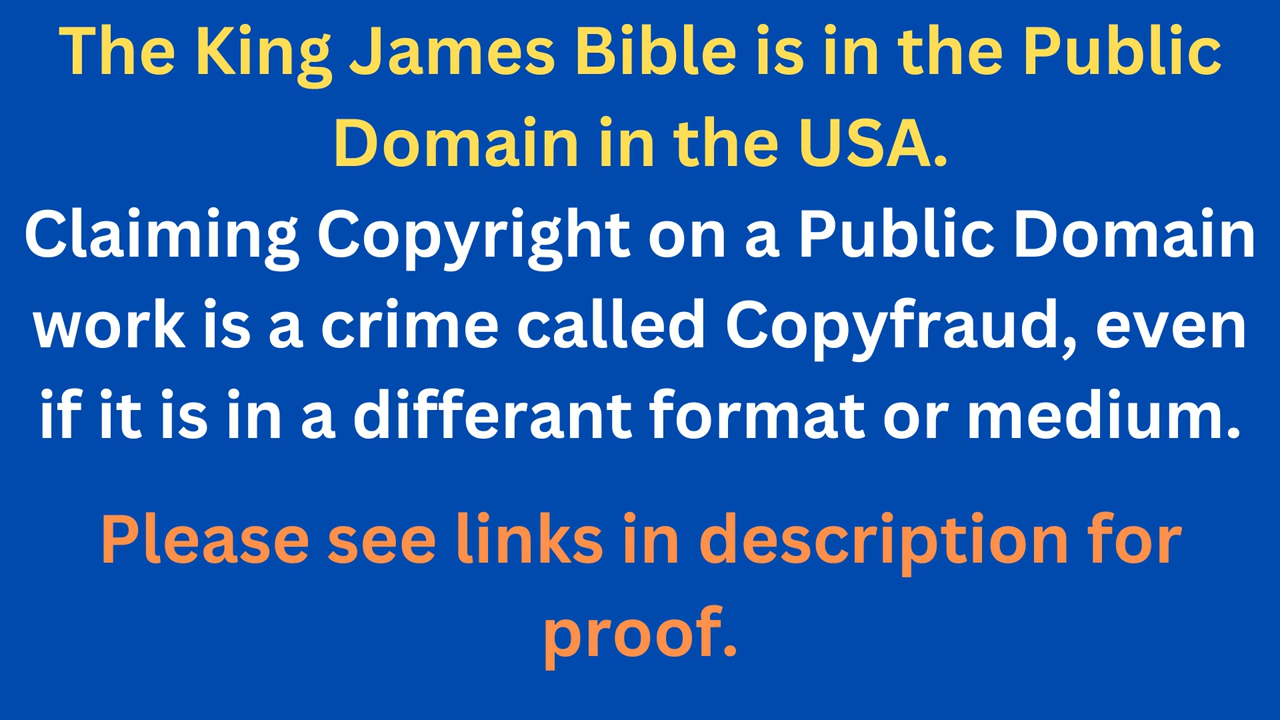 The King James Bible is in the Public
Domain in the USA.
Claiming Copyright on a Public Domain
work is a crime called Copyfraud, even
if it is in a differant format or medium.
Please see links in description for
proof.